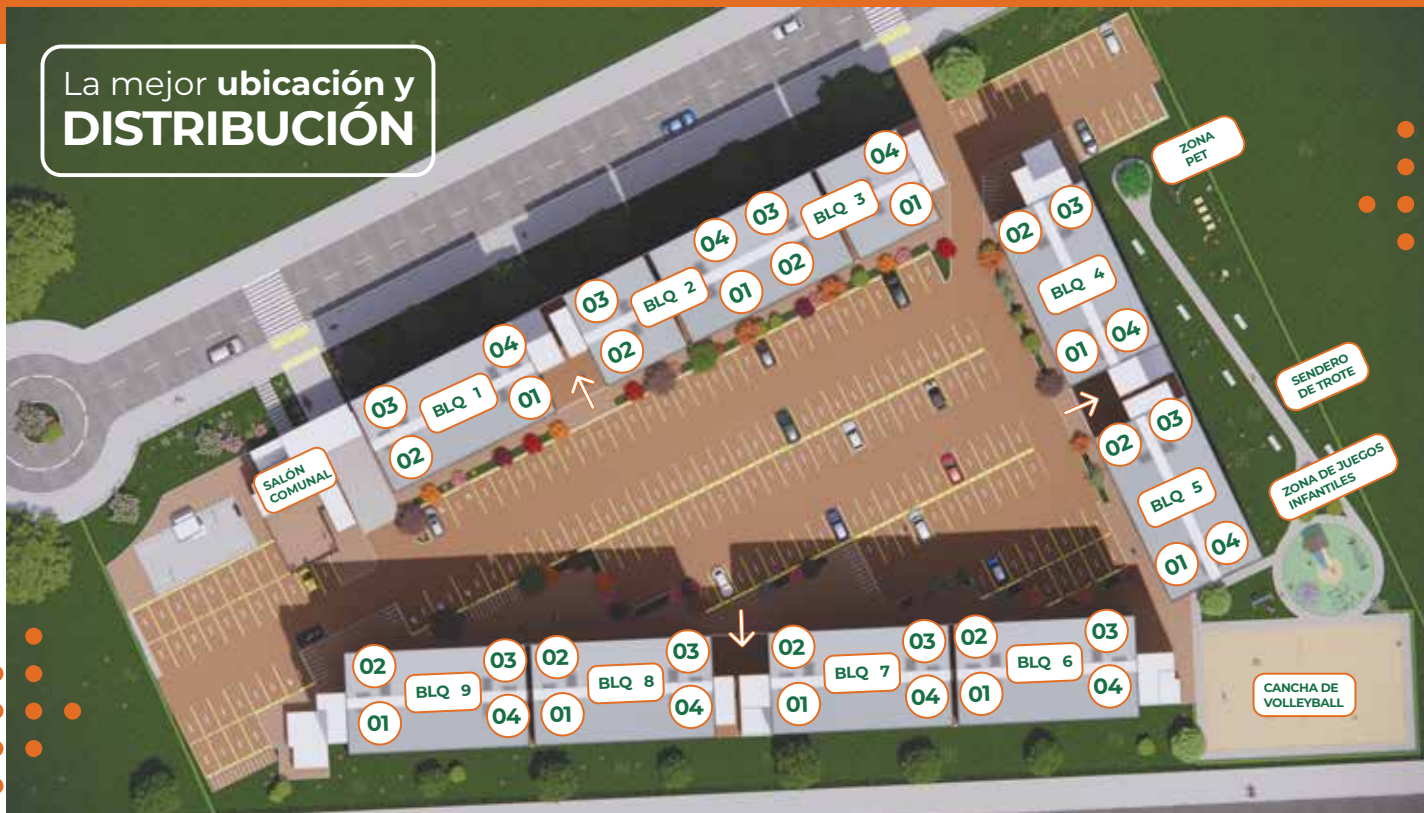 La mejor ubicación y
DISTRIBUCIÓN
ZONA
PET
04
BLQ 3
01
03
02
04
BLQ 2
01
03
02
04
BLQ 1
01
03
02
SALÓN
COMUNAL
02
03
BLQ 4
01
04
SENDERO
DE TROTE
02
03
BLQ 5
01
04
ZONA DE JUEGOS
INFANTILES
02
03
BLQ 9
01
04
02
03
BLQ 8
01
04
02
03
BLQ 7
01
04
02
03
BLQ 6
01
04
CANCHA DE
VOLLEYBALL